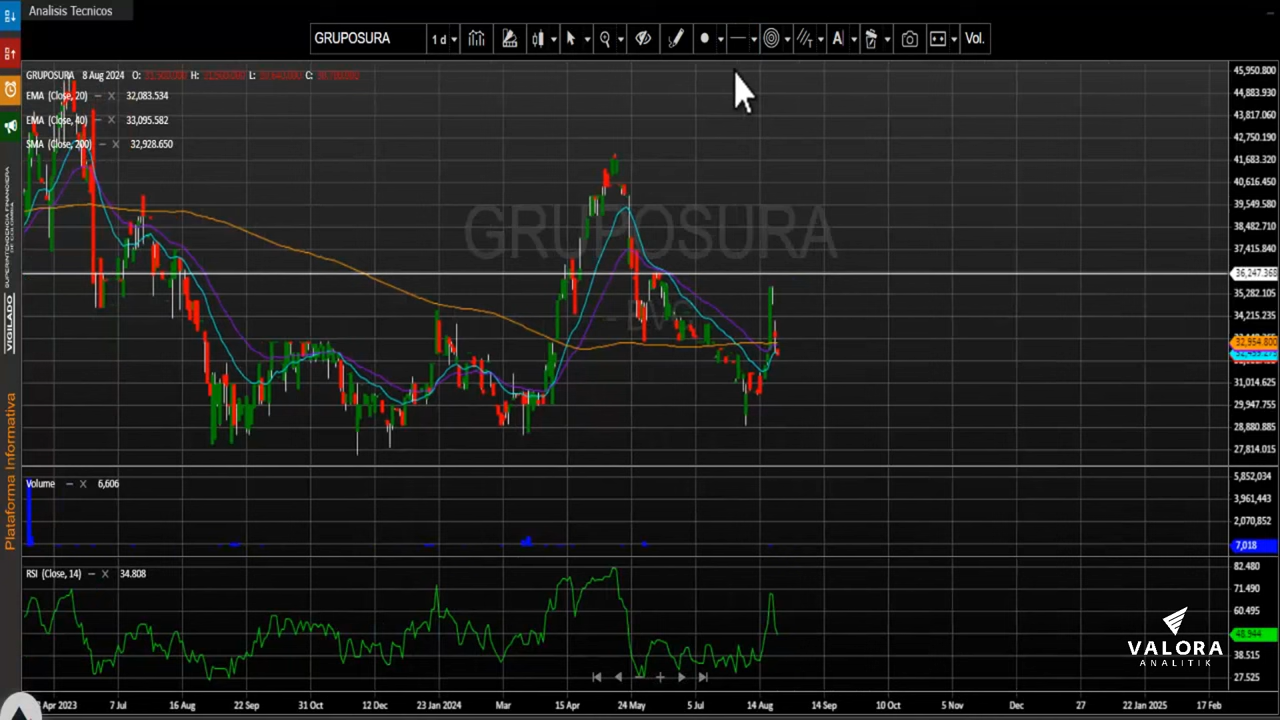 Analisis Tecnicos
GRUPOSURA 1 d Vol.
GRUPOSURA 8 Aug 2024 O: H: L: C:
EMA (Close, 20) 32,083.534
EMA (Close, 40) 33,095.582
SMA (Close, 200) 32,928.650
GRUPOSURA
- BVC
45,950.800
44,883.930
43,817.060
42,750.190
41,683.320
40,616.450
39,549.580
38,482.710
37,415.840
36,247.368
35,282.105
34,215.235
32,954.800
31,014.625
29,947.755
28,880.885
27,814.015
Volume 6,606
5,852,034
3,961,443
2,070,852
7,018
RSI (Close, 14) 34.808
82.480
71.490
60.495
48.944
38.515
27.525
Apr 2023 7 Jul 16 Aug 22 Sep 31 Oct 12 Dec 23 Jan 2024 Mar 15 Apr 24 May 5 Jul 14 Aug 14 Sep 10 Oct 5 Nov Dec 27 22 Jan 2025 17 Feb
VIGILADO
Plataforma Informativa
VALORA
ANALITIK